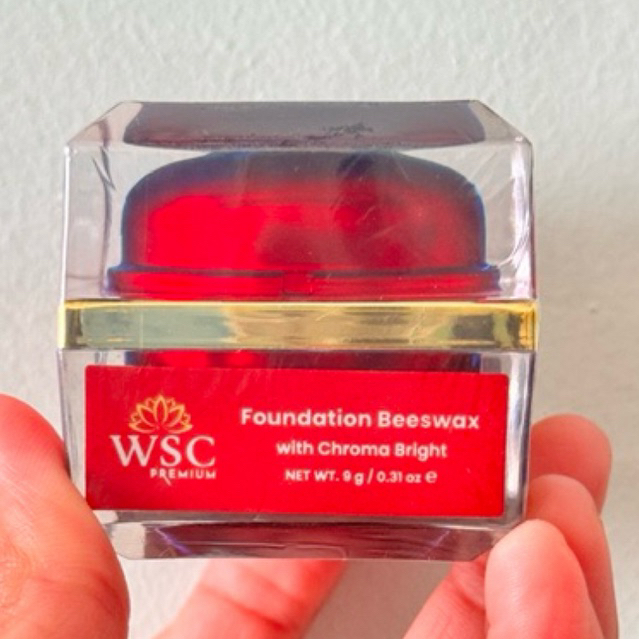 WSC
PREMIUM
Foundation Beeswax
with Chroma Bright
NET WT. 9 g / 0.31 oz ℮